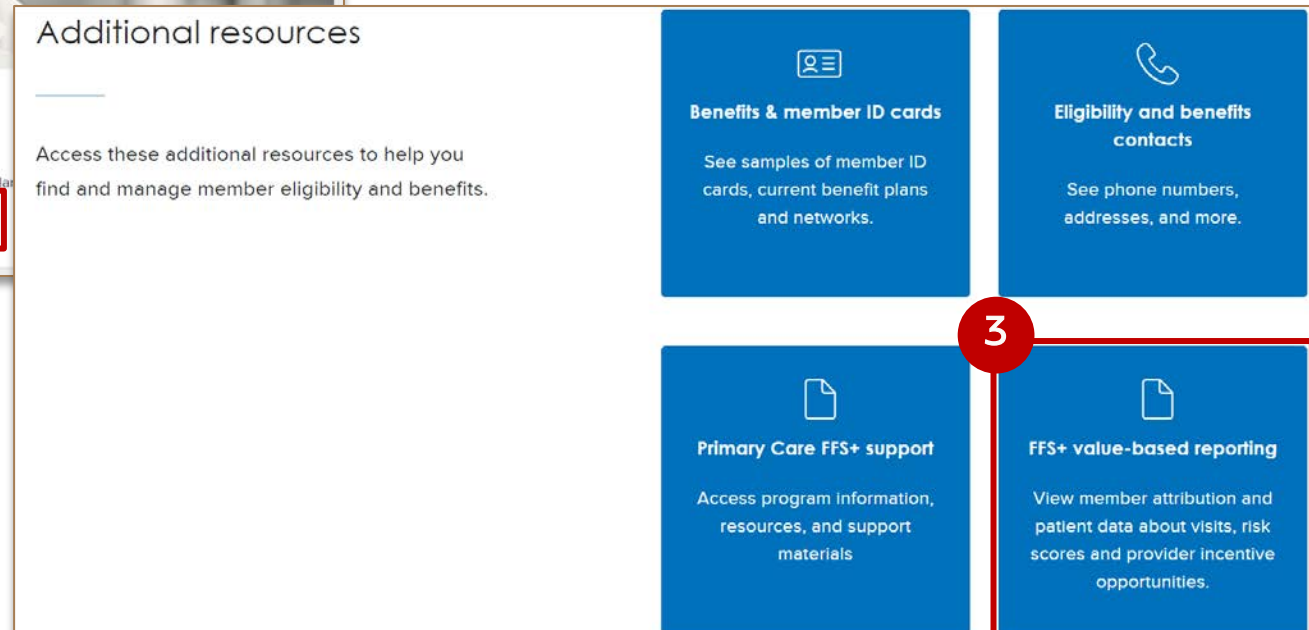 Additional resources
Access these additional resources to help you
find and manage member eligibility and benefits.
Benefits & member ID cards
See samples of member ID
cards, current benefit plans
and networks.
Eligibility and benefits
contacts
See phone numbers,
addresses, and more.
3
Primary Care FFS+ support
Access program information,
resources, and support
materials
FFS+ value-based reporting
View member attribution and
patient data about visits, risk
scores and provider incentive
opportunities.